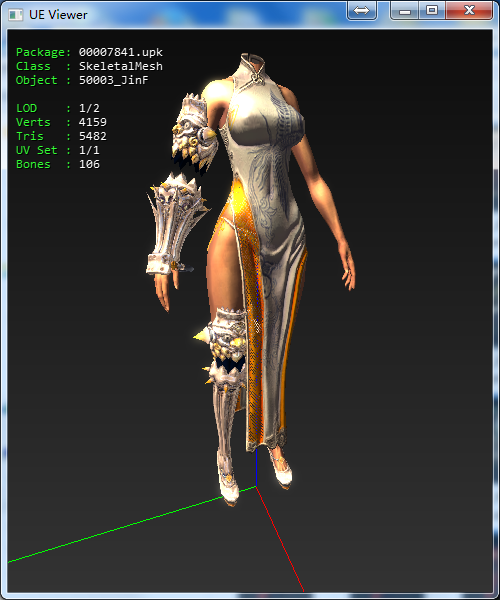 UE Viewer
Package: 00007841.upk
Class  : SkeletalMesh
Object : 50003_JinF
LOD    : 1/2
Verts  : 4159
Tris   : 5482
UV Set : 1/1
Bones  : 106